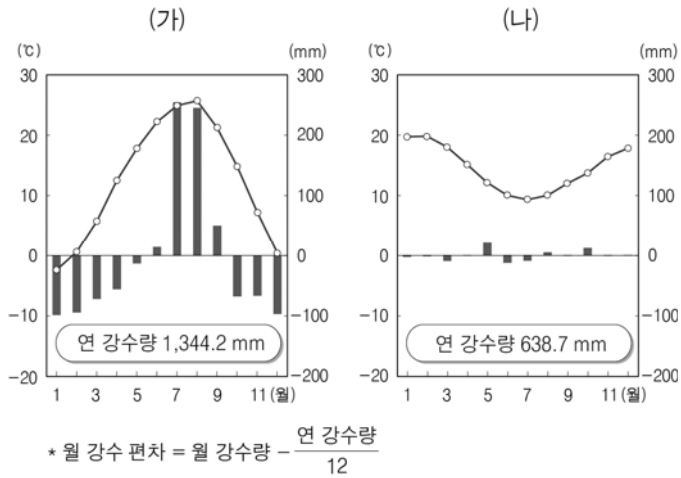 (가) (나)
(℃) (mm) (℃) (mm)
30 300 30 300
20 200 20 200
10 100 10 100
0 0 0 0
−10 −100 −10 −100
연 강수량 1,344.2 mm 연 강수량 638.7 mm
−20 −200 −20 −200
1 3 5 7 9 11 (월) 1 3 5 7 9 11 (월)
* 월 강수 편차 = 월 강수량 − 연 강수량
12